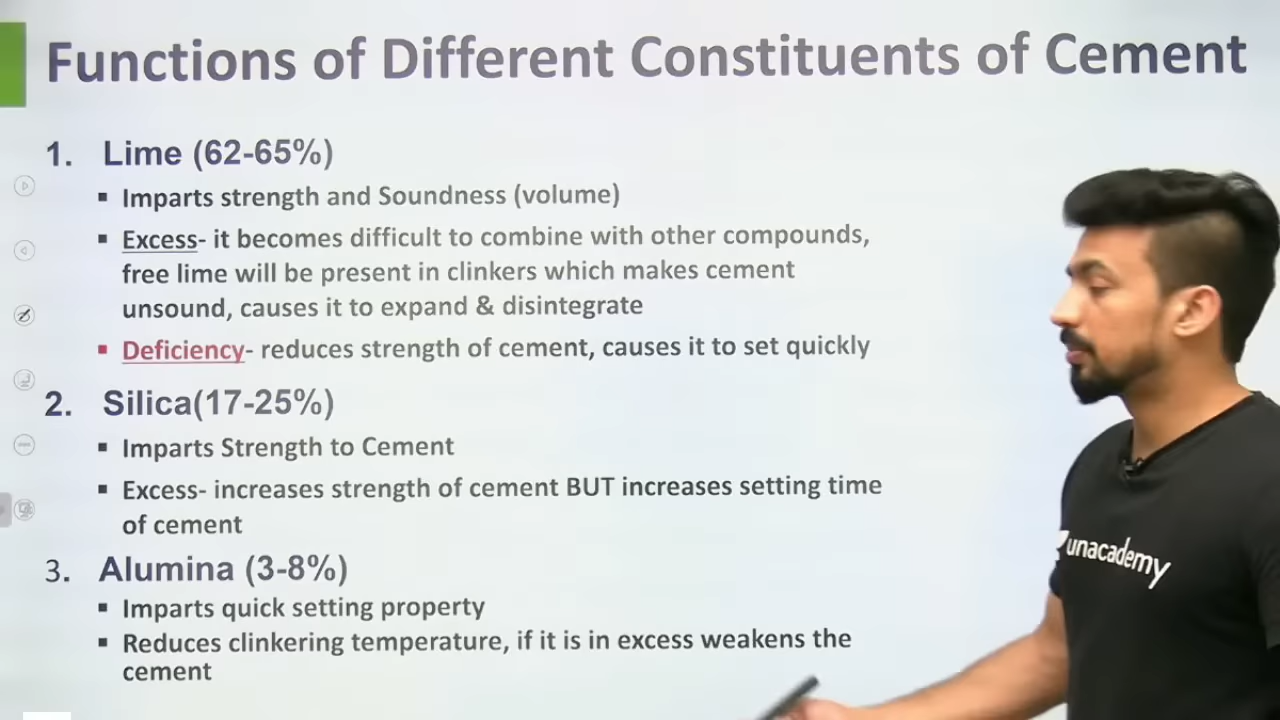 Functions of Different Constituents of Cement
1. Lime (62-65%)
▪ Imparts strength and Soundness (volume)
▪ Excess- it becomes difficult to combine with other compounds,
free lime will be present in clinkers which makes cement
unsound, causes it to expand & disintegrate
▪ Deficiency- reduces strength of cement, causes it to set quickly
2. Silica(17-25%)
▪ Imparts Strength to Cement
▪ Excess- increases strength of cement BUT increases setting time
of cement
3. Alumina (3-8%)
▪ Imparts quick setting property
▪ Reduces clinkering temperature, if it is in excess weakens the
cement
unacademy